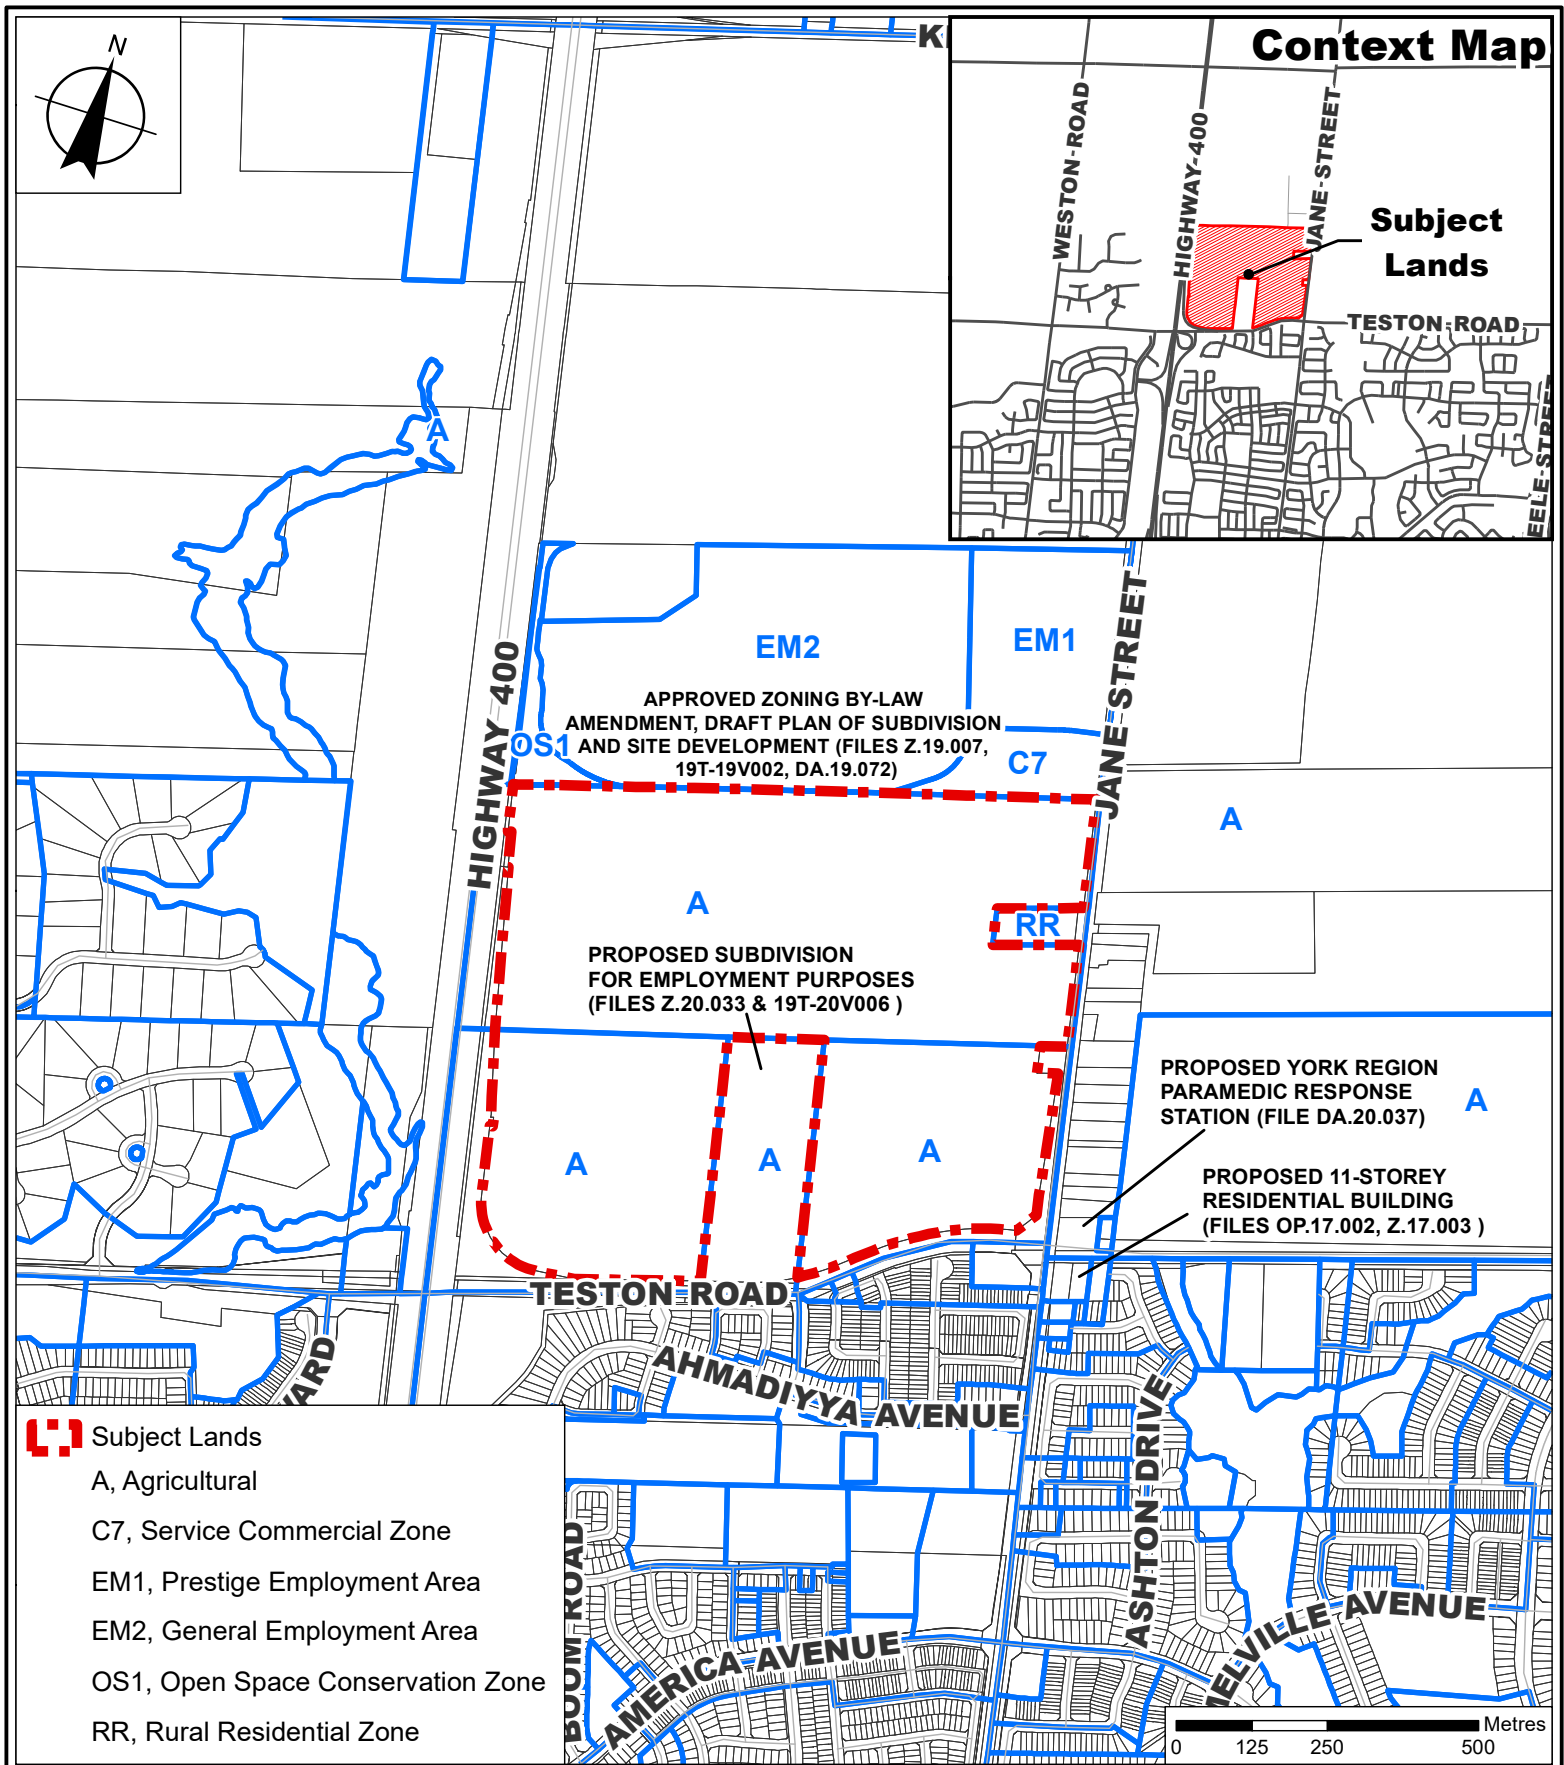 N
Context Map
WESTON ROAD
HIGHWAY 400
JANE STREET
Subject
Lands
TESTON ROAD
A
EM2
EM1
JANE STREET
HIGHWAY 400
APPROVED ZONING BY-LAW
AMENDMENT, DRAFT PLAN OF SUBDIVISION
AND SITE DEVELOPMENT (FILES Z.19.007,
19T-19V002, DA.19.072)
OS1
C7
A
A
RR
PROPOSED SUBDIVISION
FOR EMPLOYMENT PURPOSES
(FILES Z.20.033 & 19T-20V006 )
PROPOSED YORK REGION
PARAMEDIC RESPONSE
STATION (FILE DA.20.037)
A
A
A
A
PROPOSED 11-STOREY
RESIDENTIAL BUILDING
(FILES OP.17.002, Z.17.003 )
TESTON ROAD
AHMADIYYA AVENUE
ASHTON DRIVE
AMERICA AVENUE
MELVILLE AVENUE
Subject Lands
A, Agricultural
C7, Service Commercial Zone
EM1, Prestige Employment Area
EM2, General Employment Area
OS1, Open Space Conservation Zone
RR, Rural Residential Zone
Metres
0 125 250 500